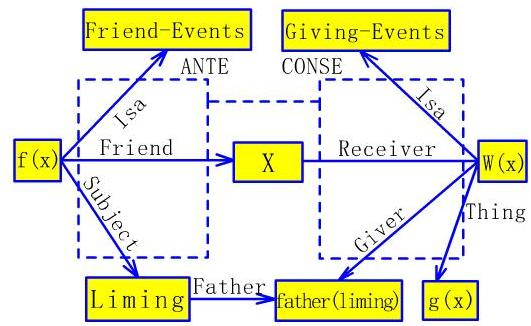 Friend-Events
Giving-Events
ANTE
CONSE
Isa
Isa
f(x)
Friend
X
Receiver
W(x)
Subject
Giver
Thing
Liming
Father
father(liming)
g(x)